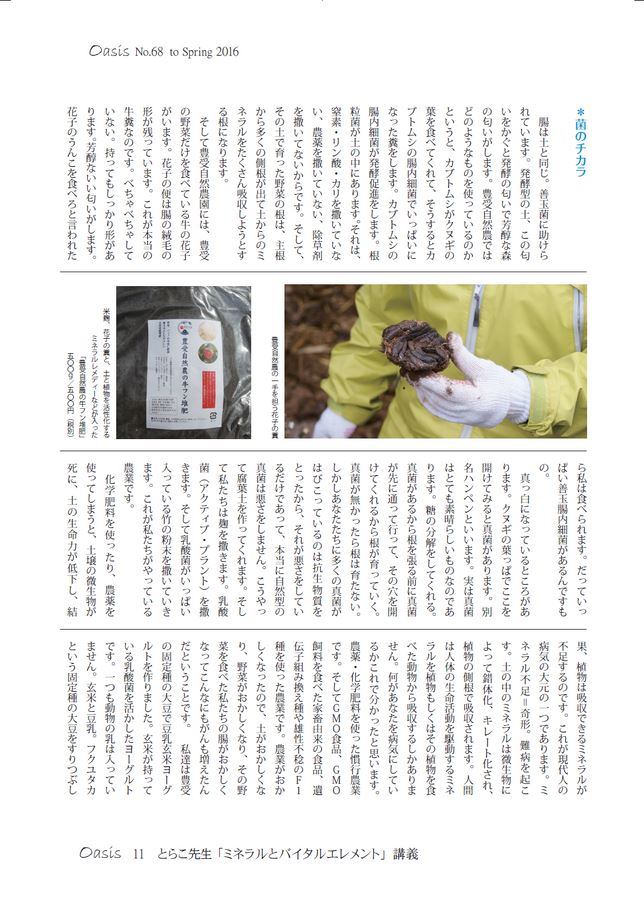 Oasis No.68 to Spring 2016
＊菌のチカラ
腸は土と同じ。善玉菌に助けら
れています。発酵型の土、この匂
いをかぐと発酵の匂いで芳醇な森
の匂いがします。豊受自然農では
どのようなものを使っているのか
というと、カブトムシがクヌギの
葉を食べてくれて、そうするとカ
ブトムシの腸内細菌でいっぱいに
なった糞をします。カブトムシの
腸内細菌が発酵促進をします。根
粒菌が土の中にあります。それは、
窒素・リン酸・カリを撒いていな
い、農薬を撒いていない、除草剤
を撒いてないからです。そして、
その土で育った野菜の根は、主根
から多くの側根が出て土からのミ
ネラルをたくさん吸収しようとす
る根になります。
そして豊受自然農園には、豊受
の野菜だけを食べている牛の花子
がいます。花子の便は腸の絨毛の
形が残っています。これが本当の
牛糞なのです。べちゃべちゃして
いない。持ってもしっかり形があ
ります。芳醇ないい匂いがします。
花子のうんこを食べろと言われた
豊受自然農の一手を担う花子の糞
米麹、花子の糞と、土と植物を活性化する
ミネラルレメディーなどが入った
「豊受自然農の牛フン堆肥」
五〇〇g／五〇〇円（税別）
豊受自然農の牛フン堆肥
ら私は食べられます。だっていっ
ぱい善玉腸内細菌があるんですも
の。
真っ白になっているところがあ
ります。クヌギの葉っぱでここを
開けてみると真菌があります。別
名ハンペンといいます。実は真菌
はとても素晴らしいものなのであ
ります。糖の分解をしてくれる。
真菌があるから根を張る前に真菌
が先に通って行って、その穴を開
けてくれるから根が育っていく。
真菌が無かったら根は育たない。
しかしあなたたちに多くの真菌が
はびこっているのは抗生物質を
とったから、それが悪さをしてい
るだけであって、本当に自然型の
真菌は悪さをしません。こうやっ
て腐葉土を作ってくれます。そし
て私たちは麹を撒きます。乳酸
菌（アクティブ・プラント）を撒
きます。そして乳酸菌がいっぱい
入っている竹の粉末を撒いていき
ます。これが私たちがやっている
農業です。
化学肥料を使ったり、農薬を
使ってしまうと、土壌の微生物が
死に、土の生命力が低下し、結
果、植物は吸収できるミネラルが
不足するのです。これが現代人の
病気の大元の一つであります。ミ
ネラル不足＝奇形。難病を起こ
す。土の中のミネラルは微生物に
よって錯体化、キレート化され、
植物の側根で吸収されます。人間
は人体の生命活動を駆動するミネ
ラルを植物もしくはその植物を食
べた動物から吸収するしかありま
せん。何があなたを病気にしてい
るかこれで分かったと思います。
農薬・化学肥料を使った慣行農業
です。そしてGMO食品、GMO
飼料を食べた家畜由来の食品、遺
伝子組み換え種や雄性不稔のF1
種を使った農業です。農業がおか
しくなったので、土がおかしくな
り、野菜がおかしくなり、その野
菜を食べた私たちの腸がおかしく
なってこんなにもがんも増えたん
だということです。　私達は豊受
の固定種の大豆で豆乳玄米ヨーグ
ルトを作りました。玄米が持って
いる乳酸菌を活かしたヨーグルト
です。一つも動物の乳は入ってい
ません。玄米と豆乳。フクユタカ
という固定種の大豆をすりつぶし
Oasis 11 とらこ先生「ミネラルとバイタルエレメント」講義